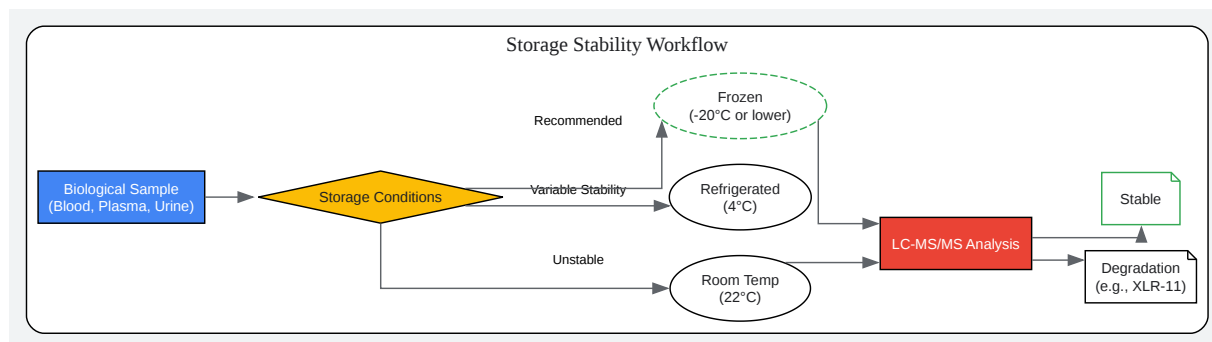 Storage Stability Workflow
Biological Sample
(Blood, Plasma, Urine)
Storage Conditions
Recommended
Variable Stability
Unstable
Frozen
(-20°C or lower)
Refrigerated
(4°C)
Room Temp
(22°C)
LC-MS/MS Analysis
Stable
Degradation
(e.g., XLR-11)